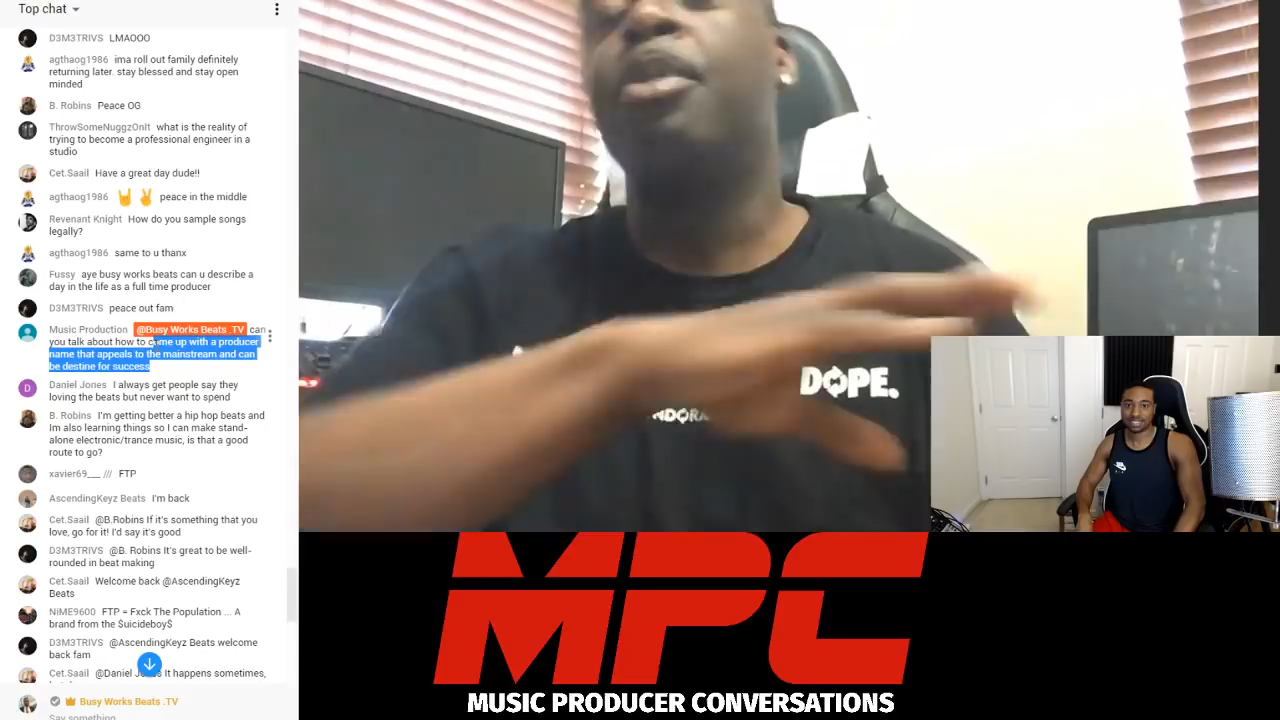 Top chat
D3M3TRIVS LMAOOO
agthaog1986 ima roll out family definitely
returning later. stay blessed and stay open
minded
B. Robins Peace OG
ThrowSomeNuggzOnIt what is the reality of
trying to become a professional engineer in a
studio
Cet.Saail Have a great day dude!!
agthaog1986 🤘 ✌ peace in the middle
Revenant Knight How do you sample songs
legally?
agthaog1986 same to u thanx
Fussy aye busy works beats can u describe a
day in the life as a full time producer
D3M3TRIVS peace out fam
Music Production @Busy Works Beats .TV can
you talk about how to come up with a producer
name that appeals to the mainstream and can
be destine for success
Daniel Jones I always get people say they
loving the beats but never want to spend
B. Robins I'm getting better a hip hop beats and
Im also learning things so I can make stand-
alone electronic/trance music, is that a good
route to go?
xavier69___ /// FTP
AscendingKeyz Beats I'm back
Cet.Saail @B.Robins If it's something that you
love, go for it! I'd say it's good
D3M3TRIVS @B. Robins It's great to be well-
rounded in beat making
Cet.Saail Welcome back @AscendingKeyz
Beats
NiME9600 FTP = Fxck The Population ... A
brand from the $uicideboy$
D3M3TRIVS @AscendingKeyz Beats welcome
back fam
Cet.Saail @Daniel It happens sometimes,
Busy Works Beats .TV
Say something
DOPE.
MPC
MUSIC PRODUCER CONVERSATIONS